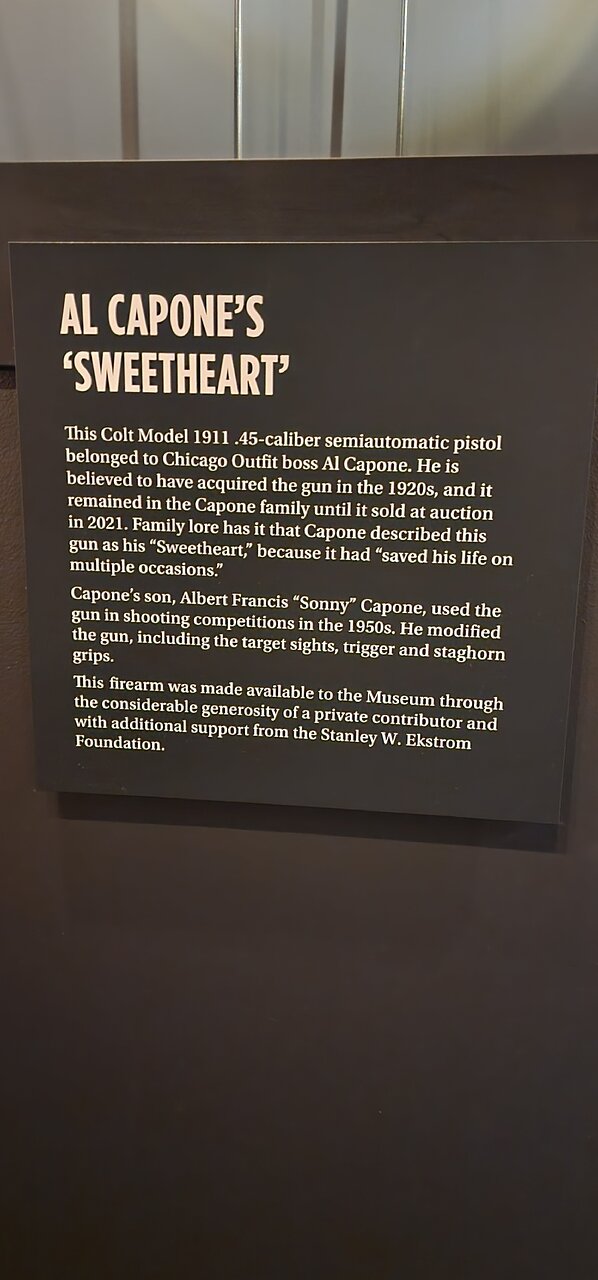 AL CAPONE’S
‘SWEETHEART’
This Colt Model 1911 .45-caliber semiautomatic pistol
belonged to Chicago Outfit boss Al Capone. He is
believed to have acquired the gun in the 1920s, and it
remained in the Capone family until it sold at auction
in 2021. Family lore has it that Capone described this
gun as his “Sweetheart,” because it had “saved his life on
multiple occasions.”
Capone’s son, Albert Francis “Sonny” Capone, used the
gun in shooting competitions in the 1950s. He modified
the gun, including the target sights, trigger and staghorn
grips.
This firearm was made available to the Museum through
the considerable generosity of a private contributor and
with additional support from the Stanley W. Ekstrom
Foundation.